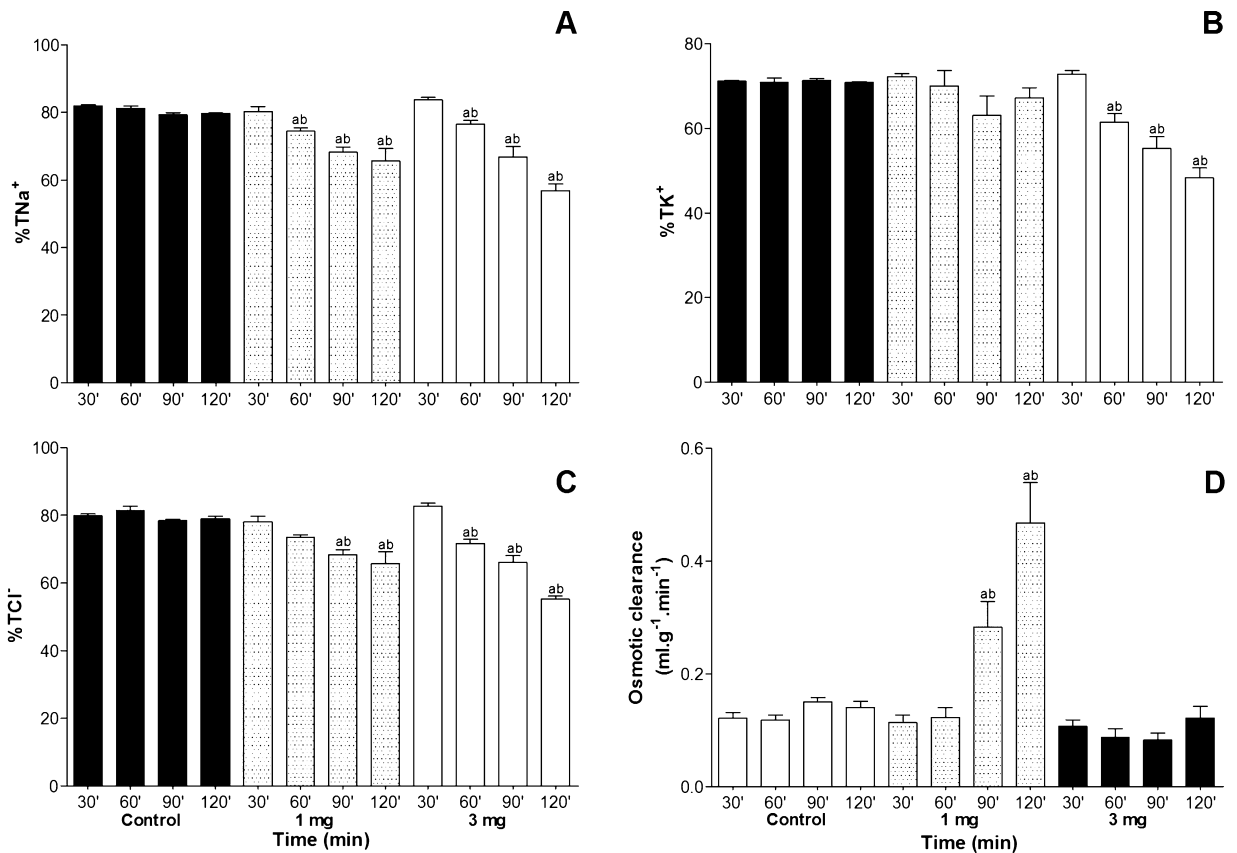 A
100
80
60
40
20
0
%TNa+
ab
ab
ab
ab
ab
ab
30' 60' 90' 120' 30' 60' 90' 120' 30' 60' 90' 120'
B
80
60
40
20
0
%TK+
ab
ab
ab
30' 60' 90' 120' 30' 60' 90' 120' 30' 60' 90' 120'
C
100
80
60
40
20
0
%TCl-
ab
ab
ab
ab
ab
30' 60' 90' 120' 30' 60' 90' 120' 30' 60' 90' 120'
Control 1 mg 3 mg
Time (min)
D
0.6
0.4
0.2
0.0
Osmotic clearance
(ml.g-1.min-1)
ab
ab
30' 60' 90' 120' 30' 60' 90' 120' 30' 60' 90' 120'
Control 1 mg 3 mg
Time (min)